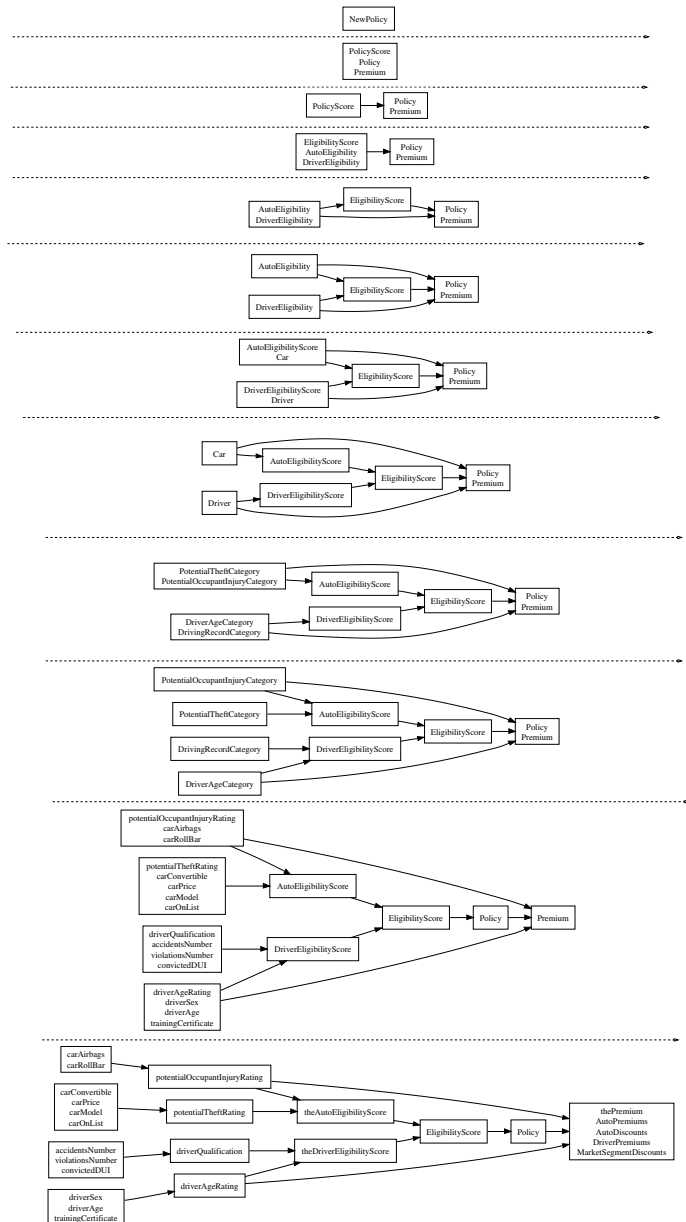 NewPolicy
PolicyScore
Policy
Premium
PolicyScore
Policy
Premium
EligibilityScore
AutoEligibility
DriverEligibility
Policy
Premium
EligibilityScore
AutoEligibility
DriverEligibility
Policy
Premium
AutoEligibility
EligibilityScore
DriverEligibility
Policy
Premium
AutoEligibilityScore
Car
EligibilityScore
DriverEligibilityScore
Driver
Policy
Premium
Car
AutoEligibilityScore
EligibilityScore
Driver
DriverEligibilityScore
Policy
Premium
PotentialTheftCategory
PotentialOccupantInjuryCategory
AutoEligibilityScore
EligibilityScore
DriverAgeCategory
DrivingRecordCategory
DriverEligibilityScore
Policy
Premium
PotentialOccupantInjuryCategory
PotentialTheftCategory
AutoEligibilityScore
EligibilityScore
DrivingRecordCategory
DriverEligibilityScore
DriverAgeCategory
Policy
Premium
potentialOccupantInjuryRating
carAirbags
carRollBar
potentialTheftRating
carConvertible
carPrice
carModel
carOnList
AutoEligibilityScore
EligibilityScore
Policy
Premium
driverQualification
accidentsNumber
violationsNumber
convictedDUI
DriverEligibilityScore
driverAgeRating
driverSex
driverAge
trainingCertificate
carAirbags
carRollBar
potentialOccupantInjuryRating
carConvertible
carPrice
carModel
carOnList
potentialTheftRating
theAutoEligibilityScore
EligibilityScore
Policy
thePremium
AutoPremiums
AutoDiscounts
DriverPremiums
MarketSegmentDiscounts
accidentsNumber
violationsNumber
convictedDUI
driverQualification
theDriverEligibilityScore
driverAgeRating
driverSex
driverAge
trainingCertificate